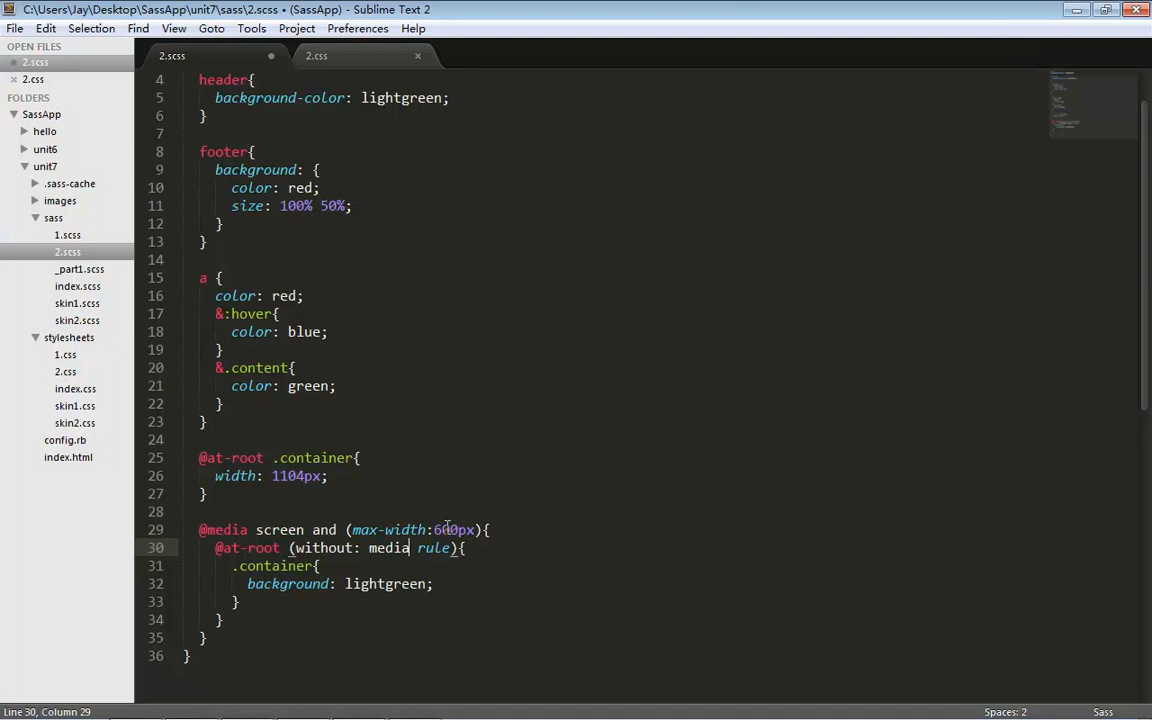 C:\Users\Jay\Desktop\SassApp\unit7\sass\2.scss • (SassApp) - Sublime Text 2
File Edit Selection Find View Goto Tools Project Preferences Help
OPEN FILES
2.scss
× 2.css
FOLDERS
SassApp
hello
unit6
unit7
.sass-cache
images
sass
1.scss
2.scss
_part1.scss
index.scss
skin1.scss
skin2.scss
stylesheets
1.css
2.css
index.css
skin1.css
skin2.css
config.rb
index.html
2.scss 2.css ×
4 header{
5 background-color: lightgreen;
6 }
7
8 footer{
9 background: {
10 color: red;
11 size: 100% 50%;
12 }
13 }
14
15 a {
16 color: red;
17 &:hover{
18 color: blue;
19 }
20 &.content{
21 color: green;
22 }
23 }
24
25 @at-root .container{
26 width: 1104px;
27 }
28
29 @media screen and (max-width:600px){
30 @at-root (without: media rule){
31 .container{
32 background: lightgreen;
33 }
34 }
35 }
36 }
Line 30, Column 29 Spaces: 2 Sass